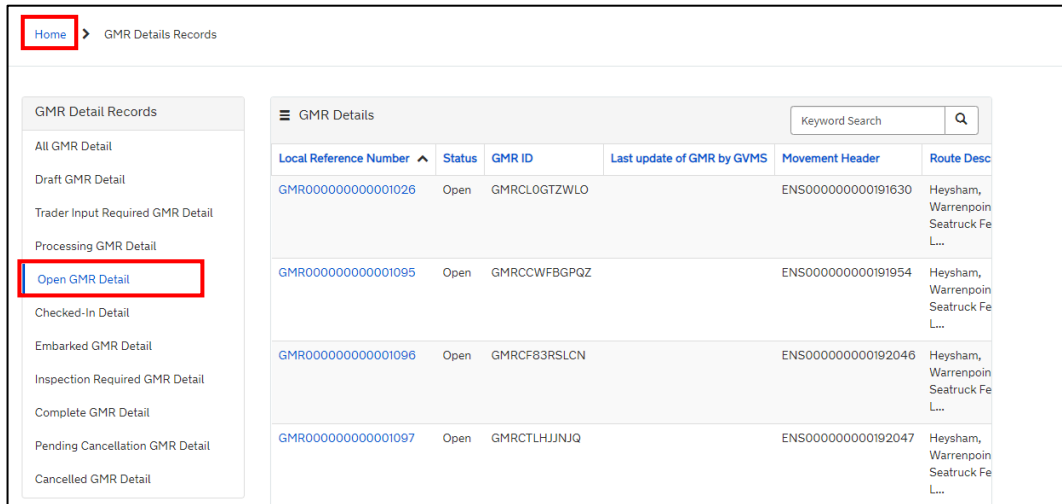 Home > GMR Details Records
GMR Detail Records
All GMR Detail
Draft GMR Detail
Trader Input Required GMR Detail
Processing GMR Detail
Open GMR Detail
Checked-In Detail
Embarked GMR Detail
Inspection Required GMR Detail
Complete GMR Detail
Pending Cancellation GMR Detail
Cancelled GMR Detail
GMR Details
Keyword Search
Local Reference Number Status GMR ID Last update of GMR by GVMS Movement Header Route Desc
GMR000000000001026 Open GMRCL0GTZWLO ENS000000000191630 Heysham,
Warrenpoin
Seatruck Fe
L...
GMR000000000001095 Open GMRCCWFBGPQZ ENS000000000191954 Heysham,
Warrenpoin
Seatruck Fe
L...
GMR000000000001096 Open GMRCF83RSLCN ENS000000000192046 Heysham,
Warrenpoin
Seatruck Fe
L...
GMR000000000001097 Open GMRCTLHJJNJQ ENS000000000192047 Heysham,
Warrenpoin
Seatruck Fe
L...